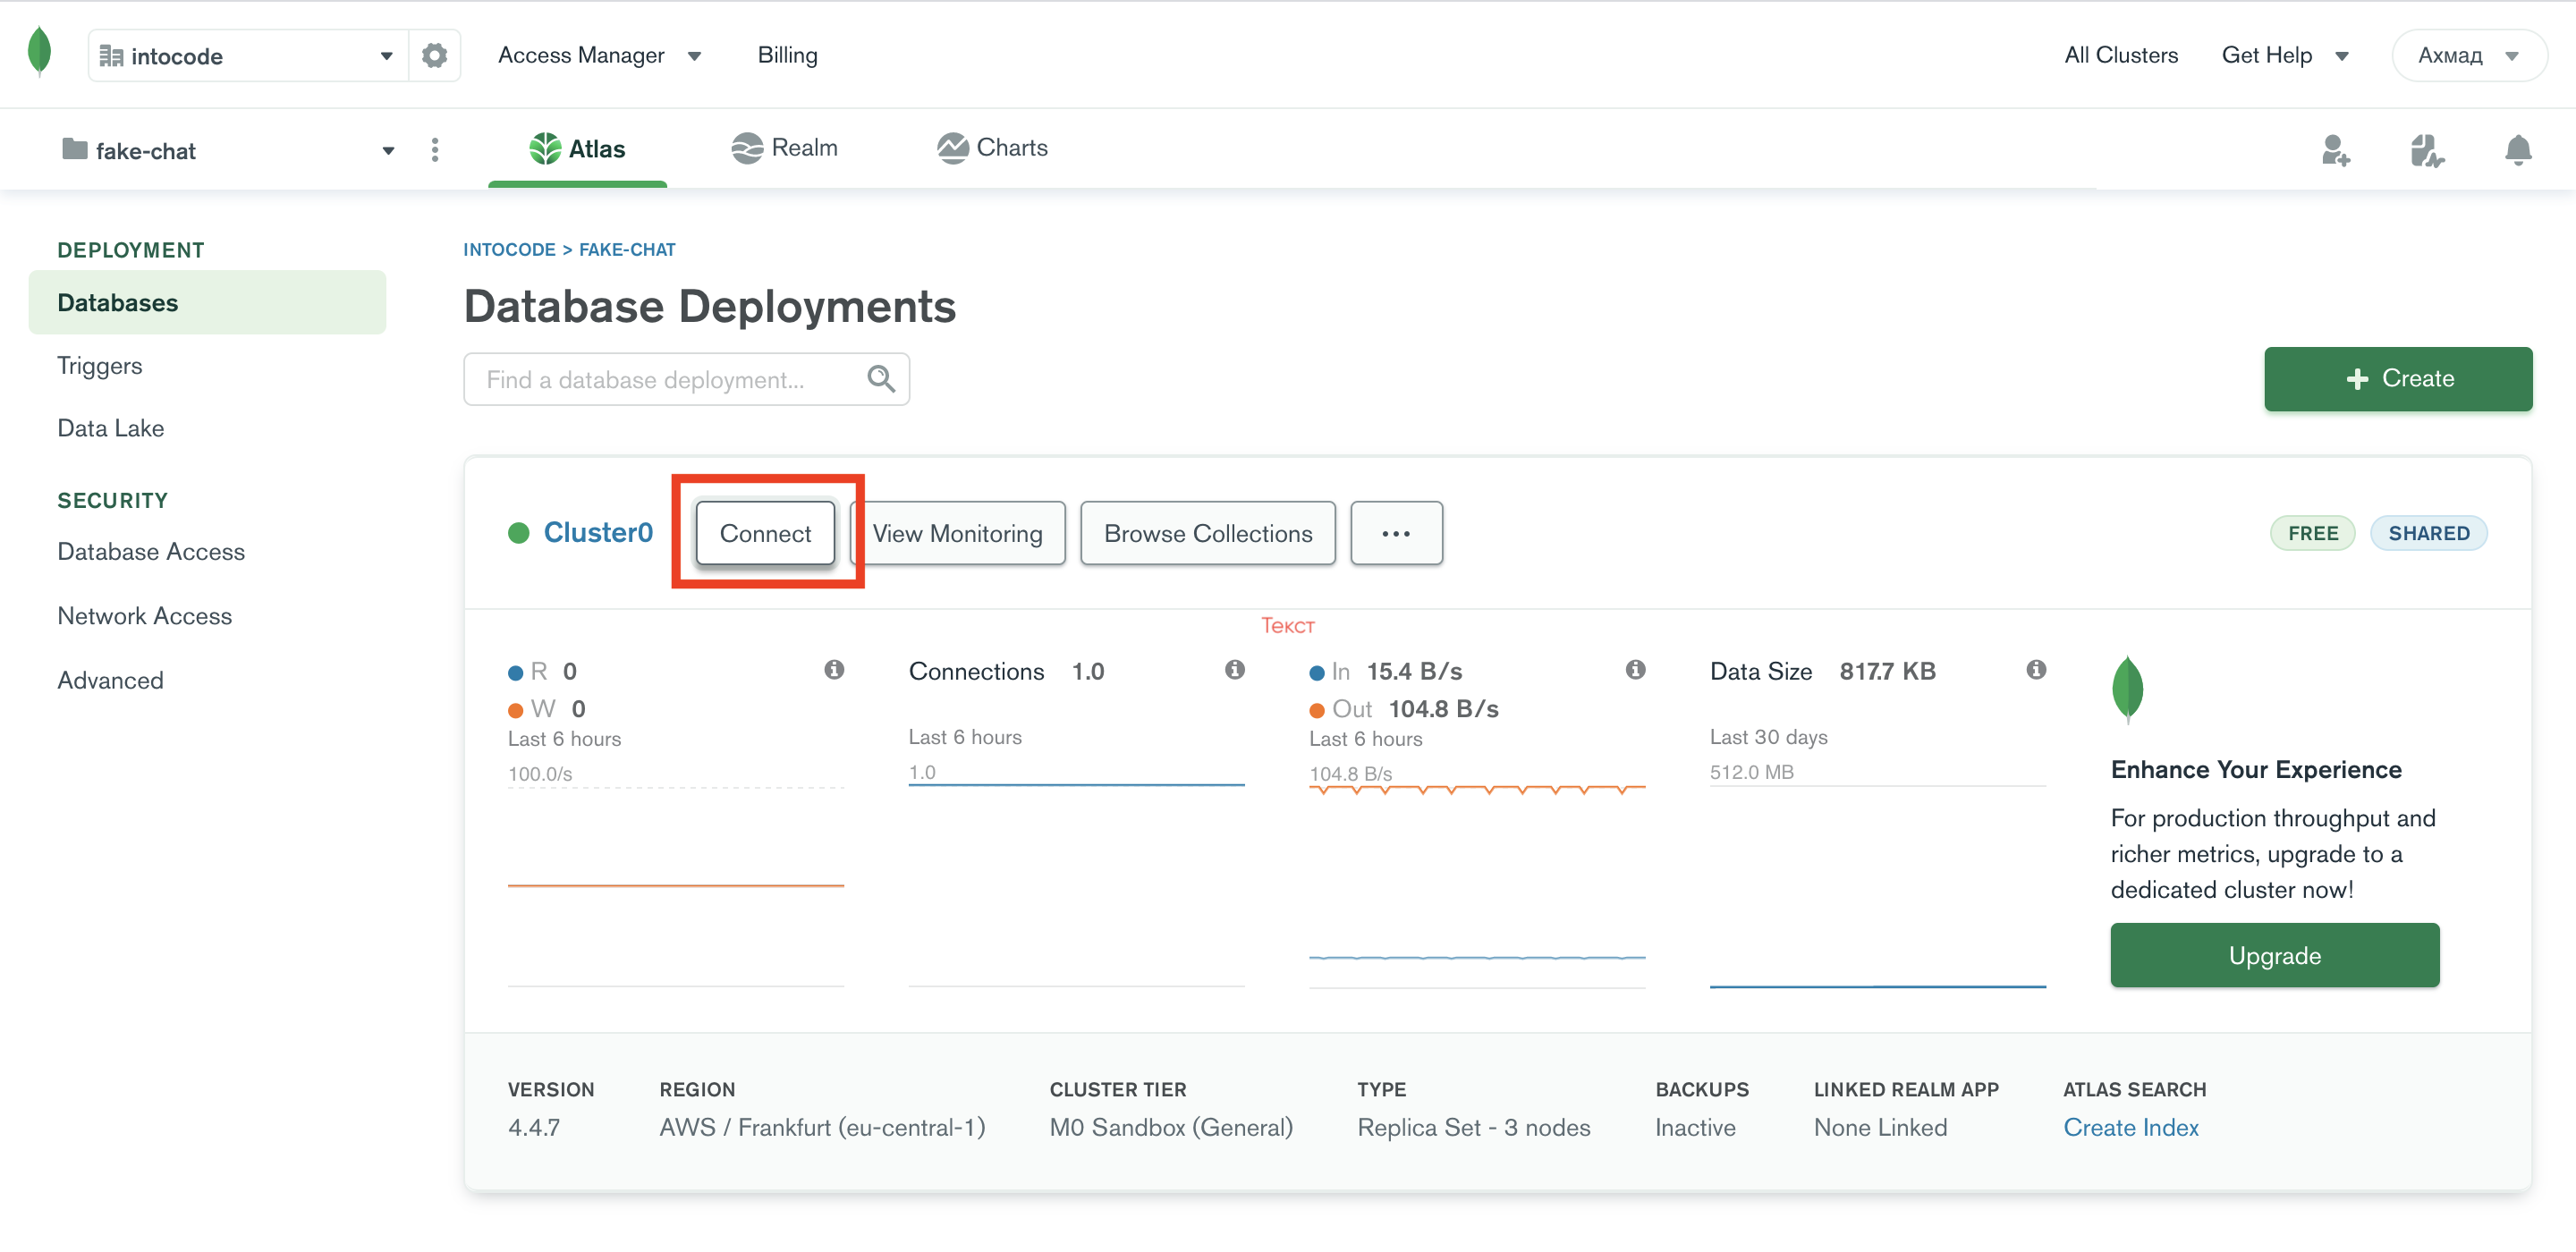 intocode
Access Manager
Billing
All Clusters
Get Help
Ахмад
fake-chat
Atlas
Realm
Charts
DEPLOYMENT
Databases
Triggers
Data Lake
SECURITY
Database Access
Network Access
Advanced
INTOCODE > FAKE-CHAT
Database Deployments
Find a database deployment...
+ Create
Cluster0
Connect
View Monitoring
Browse Collections
...
FREE
SHARED
Текст
R 0
W 0
Last 6 hours
100.0/s
Connections 1.0
Last 6 hours
1.0
In 15.4 B/s
Out 104.8 B/s
Last 6 hours
104.8 B/s
Data Size 817.7 KB
Last 30 days
512.0 MB
Enhance Your Experience
For production throughput and
richer metrics, upgrade to a
dedicated cluster now!
Upgrade
VERSION
4.4.7
REGION
AWS / Frankfurt (eu-central-1)
CLUSTER TIER
M0 Sandbox (General)
TYPE
Replica Set - 3 nodes
BACKUPS
Inactive
LINKED REALM APP
None Linked
ATLAS SEARCH
Create Index